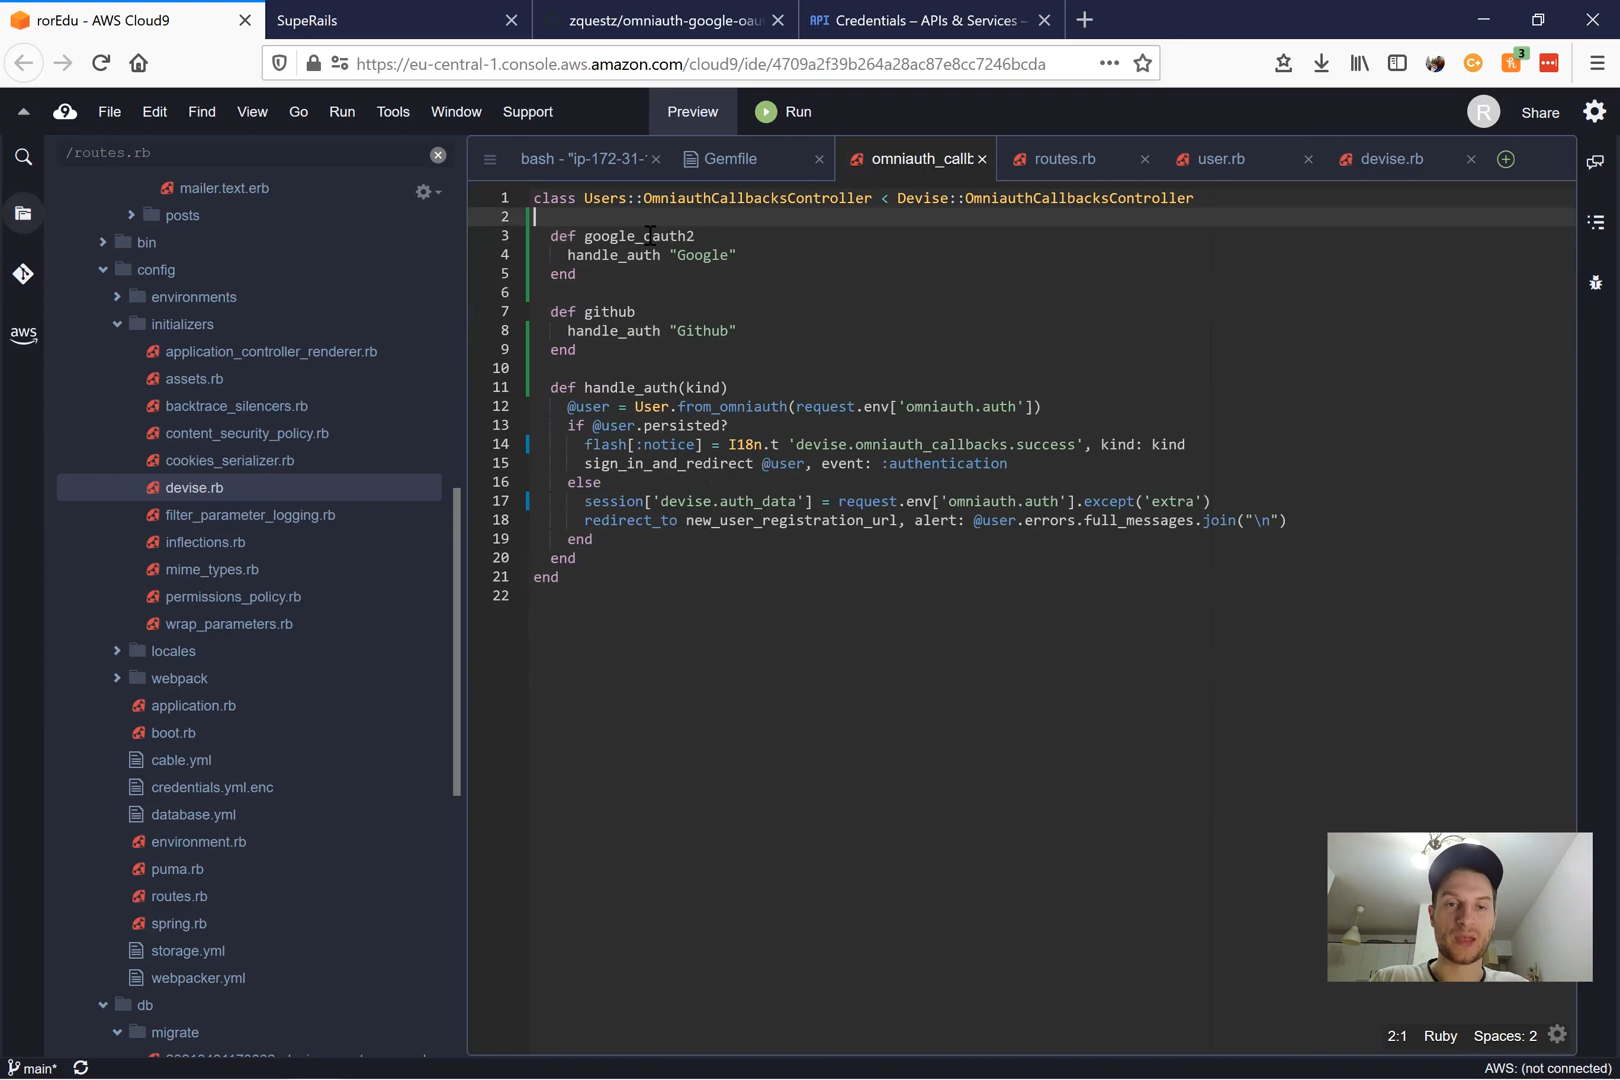 rorEdu - AWS Cloud9
SupeRails
zquestz/omniauth-google-oau
API Credentials – APIs & Services –
https://eu-central-1.console.aws.amazon.com/cloud9/ide/4709a2f39b264a28ac87e8cc7246bcda
3
9 File Edit Find View Go Run Tools Window Support Preview Run R Share
/routes.rb
bash - "ip-172-31- Gemfile omniauth_callb routes.rb user.rb devise.rb
mailer.text.erb
posts
bin
config
environments
initializers
application_controller_renderer.rb
assets.rb
backtrace_silencers.rb
content_security_policy.rb
cookies_serializer.rb
devise.rb
filter_parameter_logging.rb
inflections.rb
mime_types.rb
permissions_policy.rb
wrap_parameters.rb
locales
webpack
application.rb
boot.rb
cable.yml
credentials.yml.enc
database.yml
environment.rb
puma.rb
routes.rb
spring.rb
storage.yml
webpacker.yml
db
migrate
aws
1 class Users::OmniauthCallbacksController < Devise::OmniauthCallbacksController
2
3 def google_oauth2
4 handle_auth "Google"
5 end
6
7 def github
8 handle_auth "Github"
9 end
10
11 def handle_auth(kind)
12 @user = User.from_omniauth(request.env['omniauth.auth'])
13 if @user.persisted?
14 flash[:notice] = I18n.t 'devise.omniauth_callbacks.success', kind: kind
15 sign_in_and_redirect @user, event: :authentication
16 else
17 session['devise.auth_data'] = request.env['omniauth.auth'].except('extra')
18 redirect_to new_user_registration_url, alert: @user.errors.full_messages.join("\n")
19 end
20 end
21 end
22
2:1 Ruby Spaces: 2
main* AWS: (not connected)